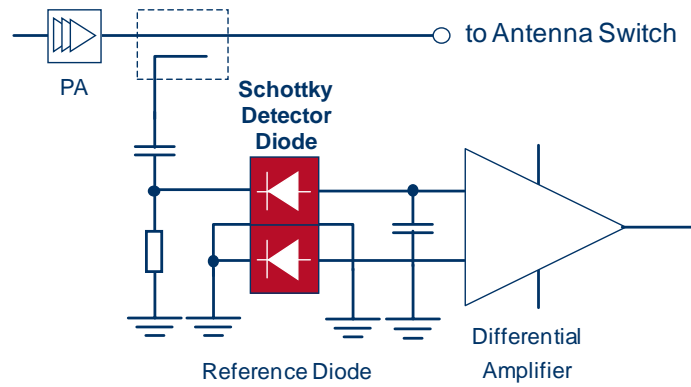 to Antenna Switch
PA
Schottky
Detector
Diode
Differential
Amplifier
Reference Diode